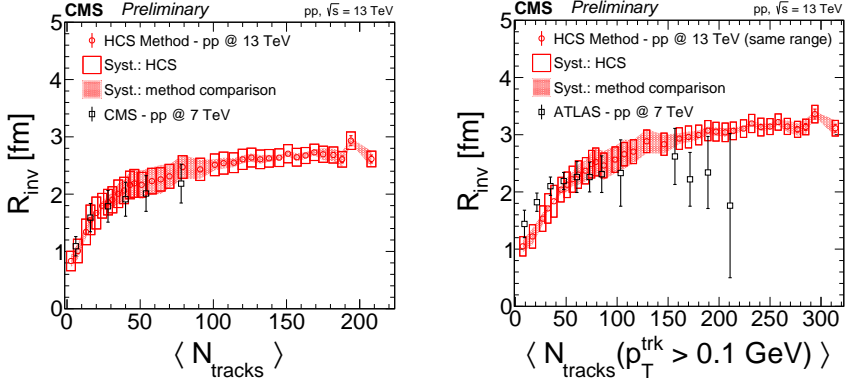 CMS Preliminary pp, √s = 13 TeV
HCS Method - pp @ 13 TeV
Syst.: HCS
Syst.: method comparison
CMS - pp @ 7 TeV
R_inv [fm]
5
4
3
2
1
0
0 50 100 150 200
⟨ N_tracks ⟩
CMS Preliminary pp, √s = 13 TeV
HCS Method - pp @ 13 TeV (same range)
Syst.: HCS
Syst.: method comparison
ATLAS - pp @ 7 TeV
R_inv [fm]
5
4
3
2
1
0
0 50 100 150 200 250 300
⟨ N_tracks (p_T^trk > 0.1 GeV) ⟩